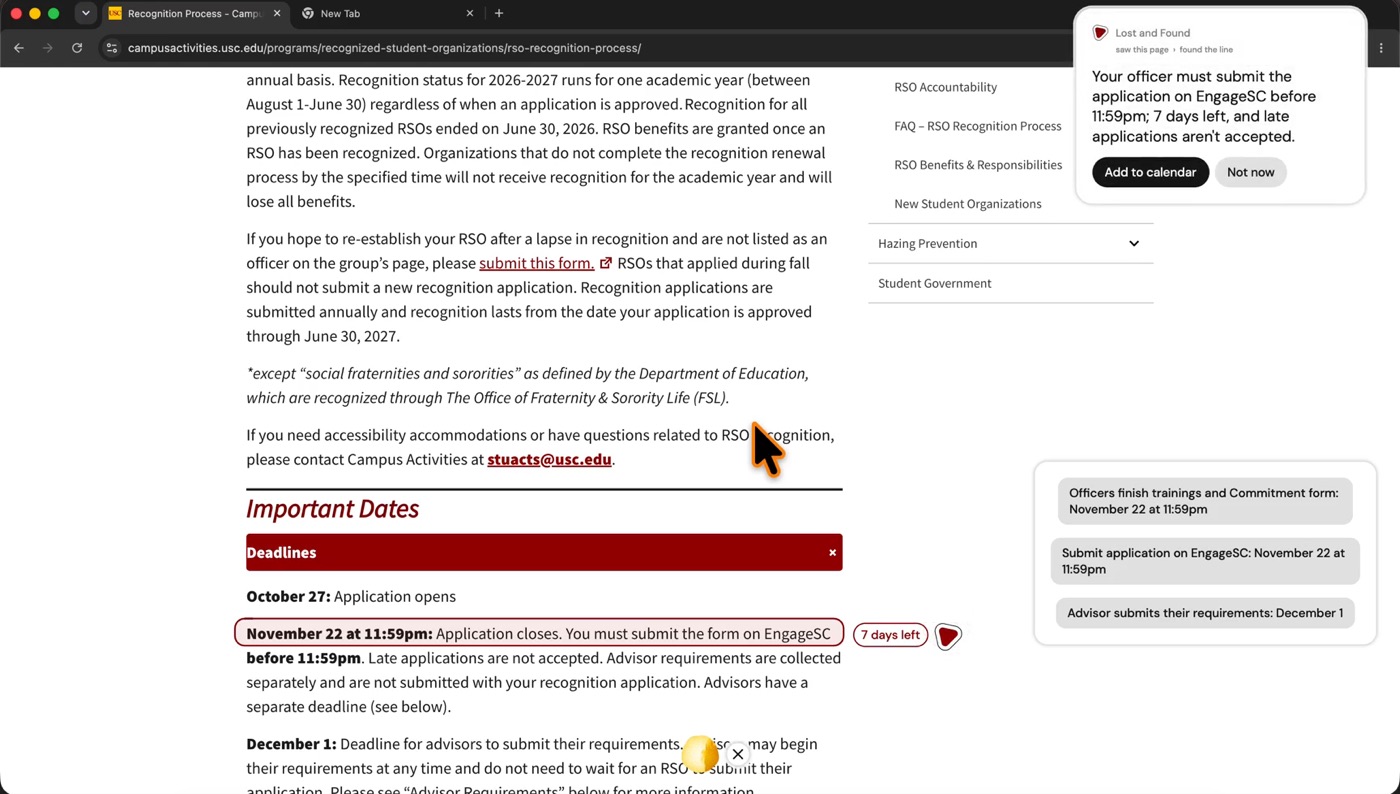 Recognition Process – Camp
New Tab
campusactivities.usc.edu/programs/recognized-student-organizations/rso-recognition-process/
annual basis. Recognition status for 2026-2027 runs for one academic year (between
August 1-June 30) regardless of when an application is approved. Recognition for all
previously recognized RSOs ended on June 30, 2026. RSO benefits are granted once an
RSO has been recognized. Organizations that do not complete the recognition renewal
process by the specified time will not receive recognition for the academic year and will
lose all benefits.
If you hope to re-establish your RSO after a lapse in recognition and are not listed as an
officer on the group’s page, please submit this form. RSOs that applied during fall
should not submit a new recognition application. Recognition applications are
submitted annually and recognition lasts from the date your application is approved
through June 30, 2027.
*except “social fraternities and sororities” as defined by the Department of Education,
which are recognized through The Office of Fraternity & Sorority Life (FSL).
If you need accessibility accommodations or have questions related to RSO cognition,
please contact Campus Activities at stuacts@usc.edu.
Important Dates
Deadlines
October 27: Application opens
November 22 at 11:59pm: Application closes. You must submit the form on EngageSC
7 days left
before 11:59pm. Late applications are not accepted. Advisor requirements are collected
separately and are not submitted with your recognition application. Advisors have a
separate deadline (see below).
December 1: Deadline for advisors to submit their requirements. may begin
their requirements at any time and do not need to wait for an RSO submit their
application. Please see “Advisor Requirements” below for more information.
RSO Accountability
FAQ – RSO Recognition Process
RSO Benefits & Responsibilities
New Student Organizations
Hazing Prevention
Student Government
Lost and Found
saw this page › found the line
Your officer must submit the
application on EngageSC before
11:59pm; 7 days left, and late
applications aren't accepted.
Add to calendar
Not now
Officers finish trainings and Commitment form:
November 22 at 11:59pm
Submit application on EngageSC: November 22 at
11:59pm
Advisor submits their requirements: December 1